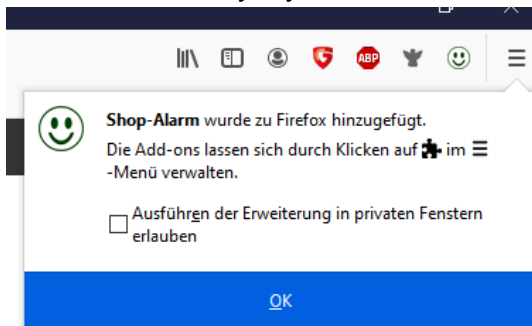 ABP
Shop-Alarm wurde zu Firefox hinzugefügt.
Die Add-ons lassen sich durch Klicken auf im
-Menü verwalten.
Ausführen der Erweiterung in privaten Fenstern
erlauben
OK